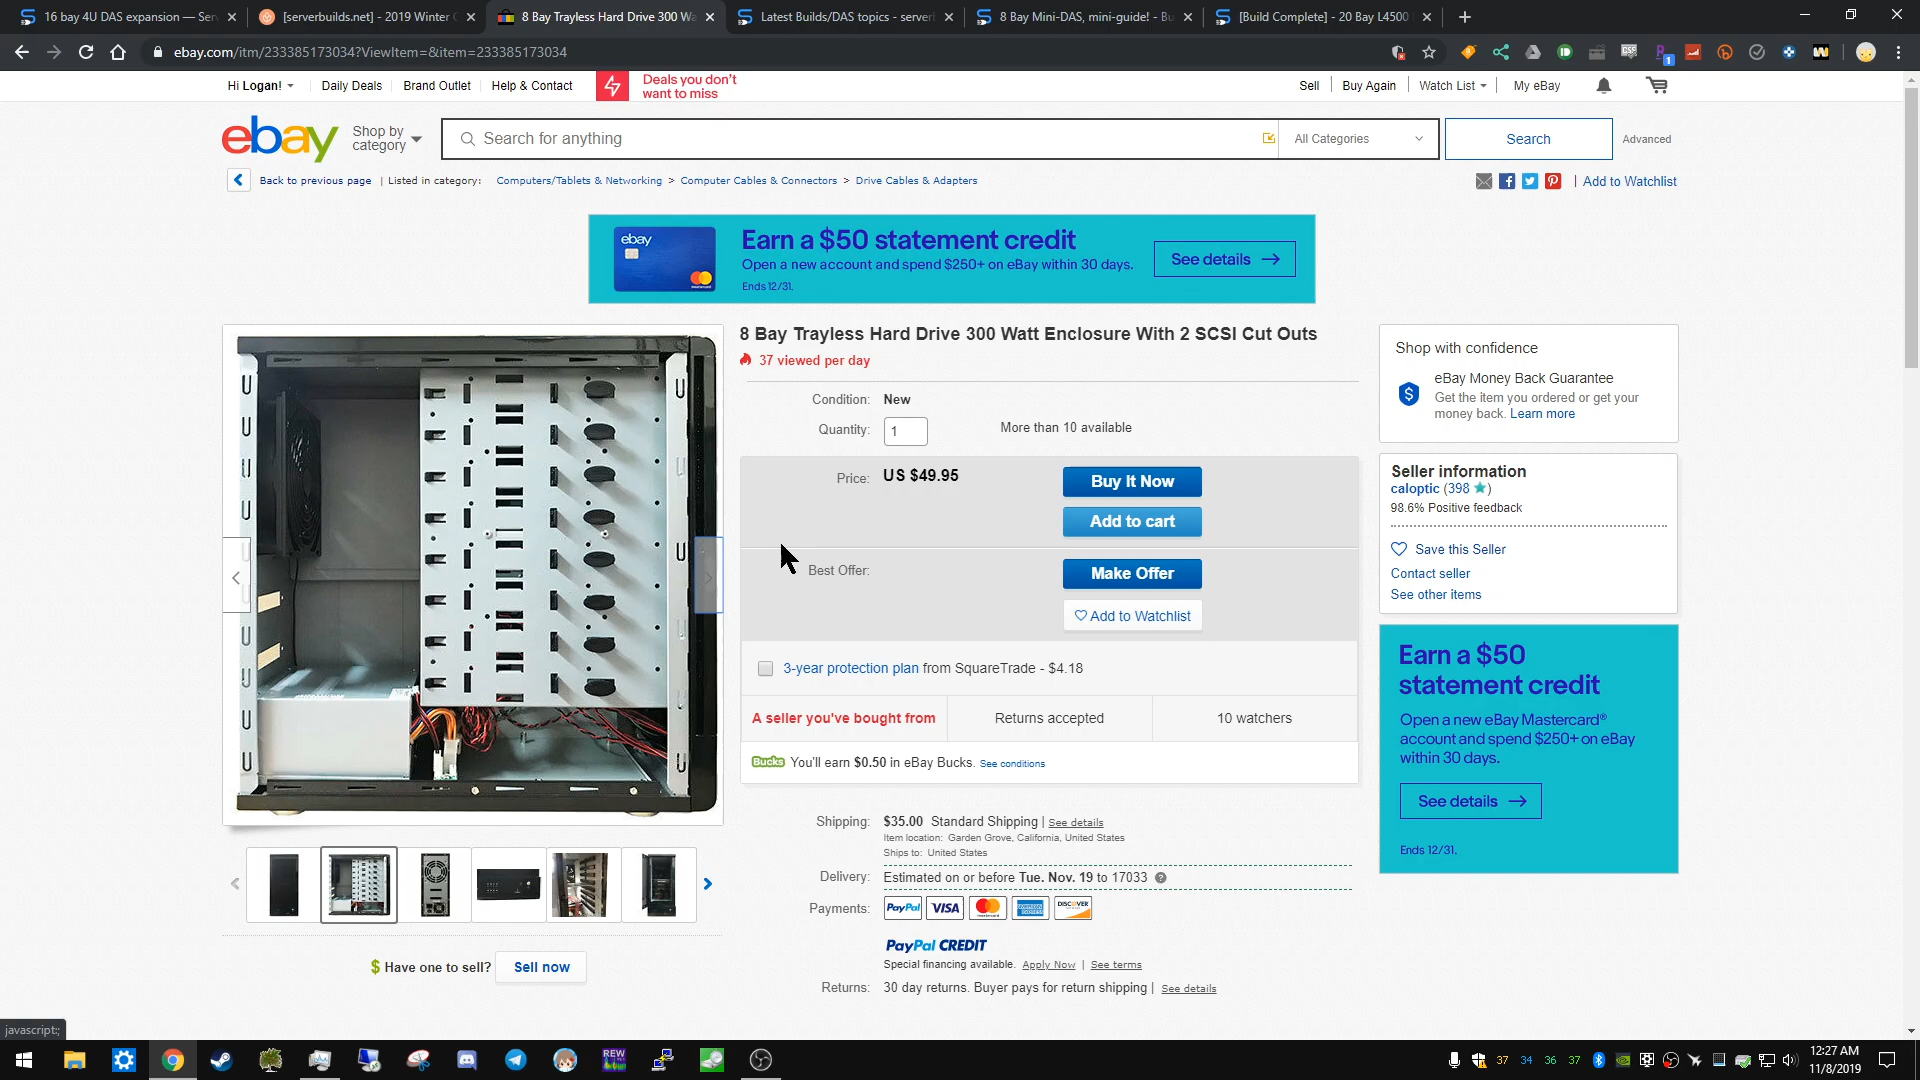 16 bay 4U DAS expansion — Ser
[serverbuilds.net] - 2019 Winter
8 Bay Trayless Hard Drive 300 Wa
Latest Builds/DAS topics - server
8 Bay Mini-DAS, mini-guide! - Bu
[Build Complete] - 20 Bay L4500
ebay.com/itm/233385173034?ViewItem=&item=233385173034
Hi Logan!
Daily Deals
Brand Outlet
Help & Contact
Deals you don't
want to miss
Sell
Buy Again
Watch List
My eBay
ebay
Shop by
category
Search for anything
All Categories
Search
Advanced
Back to previous page | Listed in category: Computers/Tablets & Networking > Computer Cables & Connectors > Drive Cables & Adapters
| Add to Watchlist
ebay
Earn a $50 statement credit
Open a new account and spend $250+ on eBay within 30 days.
Ends 12/31.
See details →
8 Bay Trayless Hard Drive 300 Watt Enclosure With 2 SCSI Cut Outs
37 viewed per day
Condition: New
Quantity: 1
More than 10 available
Price: US $49.95
Buy It Now
Add to cart
Best Offer:
Make Offer
Add to Watchlist
3-year protection plan from SquareTrade - $4.18
A seller you've bought from
Returns accepted
10 watchers
Bucks You'll earn $0.50 in eBay Bucks. See conditions
Shipping: $35.00 Standard Shipping | See details
Item location: Garden Grove, California, United States
Ships to: United States
Delivery: Estimated on or before Tue. Nov. 19 to 17033
Payments: PayPal VISA DISCOVER
PayPal CREDIT
Special financing available. Apply Now | See terms
Returns: 30 day returns. Buyer pays for return shipping | See details
$ Have one to sell? Sell now
Shop with confidence
eBay Money Back Guarantee
Get the item you ordered or get your
money back. Learn more
Seller information
caloptic (398 ★)
98.6% Positive feedback
Save this Seller
Contact seller
See other items
Earn a $50
statement credit
Open a new eBay Mastercard®
account and spend $250+ on eBay
within 30 days.
See details →
Ends 12/31.
javascript:;
REW
37 34 36 37
12:27 AM
11/8/2019